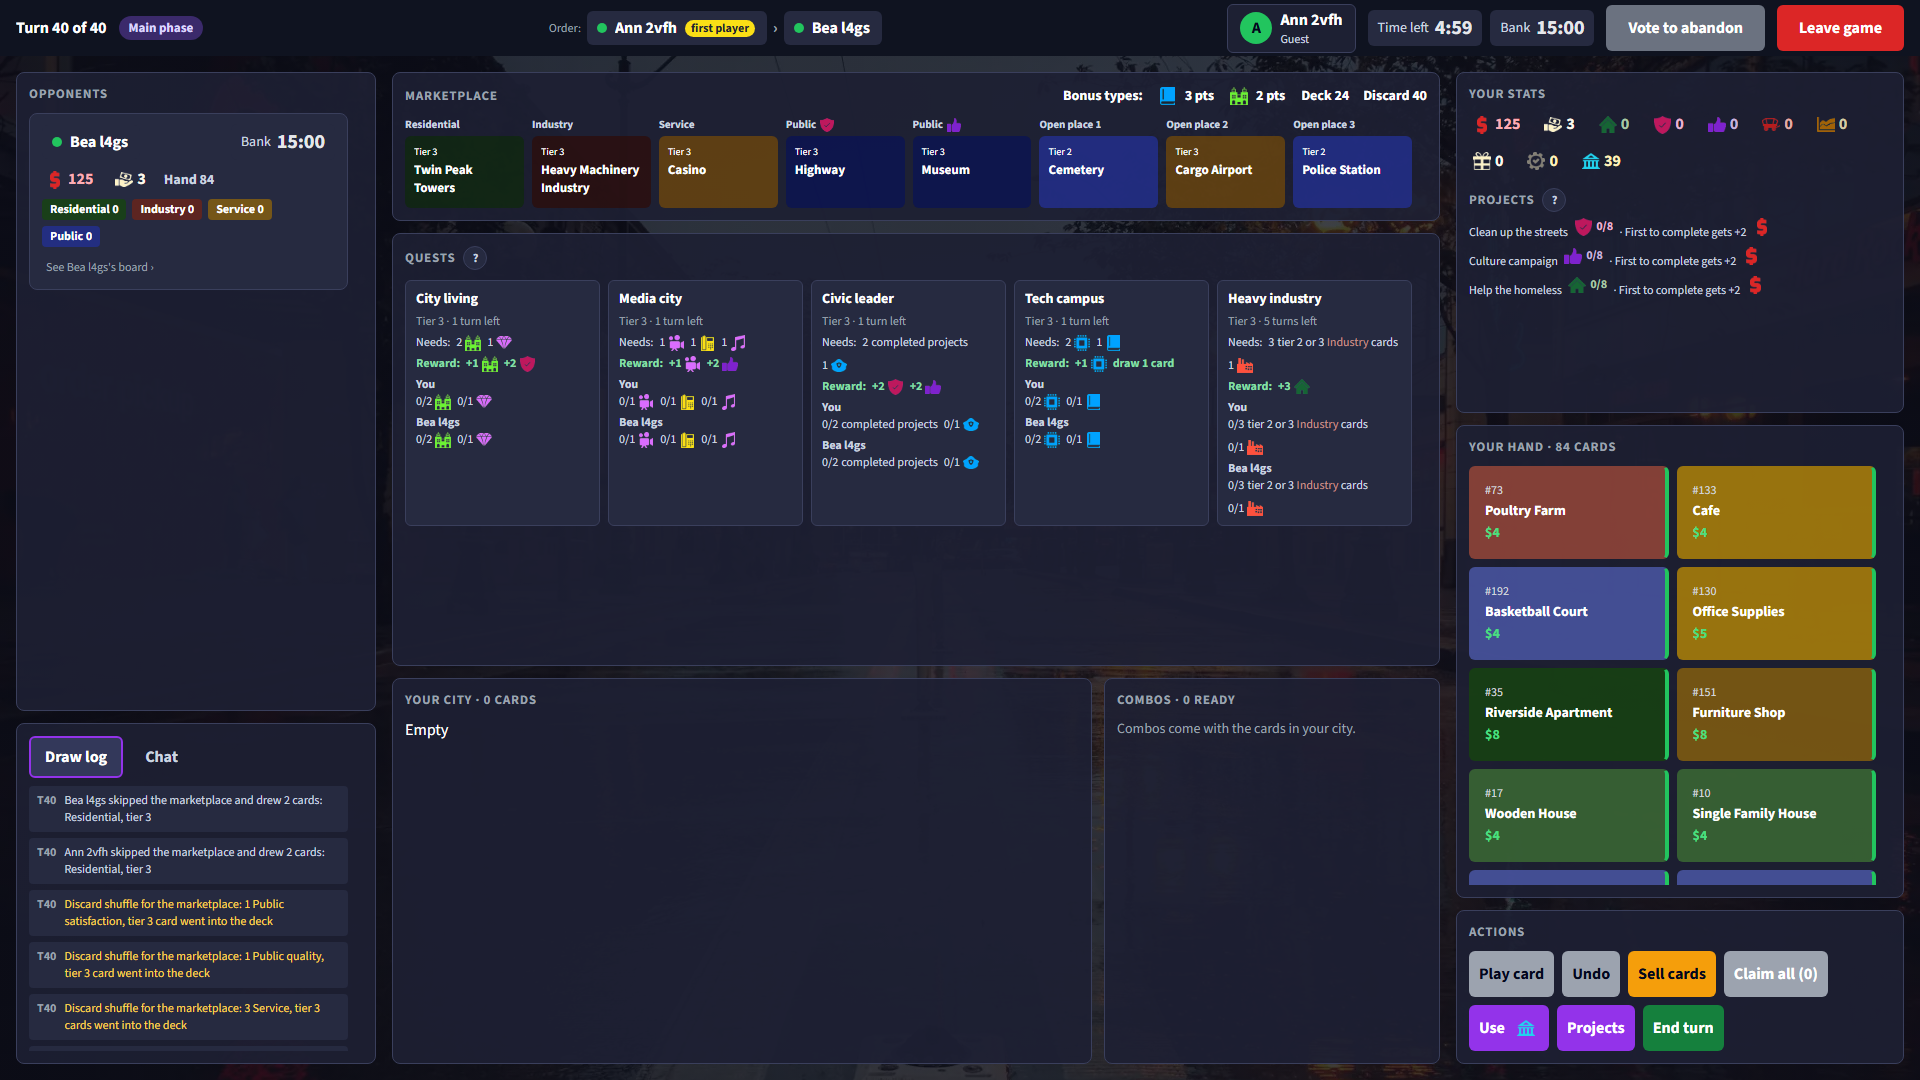 Turn 40 of 40
Main phase
Order:
Ann 2vfh first player
›
Bea l4gs
A
Ann 2vfh
Guest
Time left 4:59
Bank 15:00
Vote to abandon
Leave game
OPPONENTS
Bea l4gs
Bank 15:00
125 3 Hand 84
Residential 0 Industry 0 Service 0
Public 0
See Bea l4gs's board ›
Draw log
Chat
T40 Bea l4gs skipped the marketplace and drew 2 cards:
Residential, tier 3
T40 Ann 2vfh skipped the marketplace and drew 2 cards:
Residential, tier 3
T40 Discard shuffle for the marketplace: 1 Public
satisfaction, tier 3 card went into the deck
T40 Discard shuffle for the marketplace: 1 Public quality,
tier 3 card went into the deck
T40 Discard shuffle for the marketplace: 3 Service, tier 3
cards went into the deck
MARKETPLACE
Bonus types: 3 pts 2 pts Deck 24 Discard 40
Residential
Tier 3
Twin Peak
Towers
Industry
Tier 3
Heavy Machinery
Industry
Service
Tier 3
Casino
Public
Tier 3
Highway
Public
Tier 3
Museum
Open place 1
Tier 2
Cemetery
Open place 2
Tier 3
Cargo Airport
Open place 3
Tier 2
Police Station
QUESTS ?
City living
Tier 3 · 1 turn left
Needs: 2 1
Reward: +1 +2
You
0/2 0/1
Bea l4gs
0/2 0/1
Media city
Tier 3 · 1 turn left
Needs: 1 1 1
Reward: +1 +2
You
0/1 0/1 0/1
Bea l4gs
0/1 0/1 0/1
Civic leader
Tier 3 · 1 turn left
Needs: 2 completed projects
1
Reward: +2 +2
You
0/2 completed projects 0/1
Bea l4gs
0/2 completed projects 0/1
Tech campus
Tier 3 · 1 turn left
Needs: 2 1
Reward: +1 draw 1 card
You
0/2 0/1
Bea l4gs
0/2 0/1
Heavy industry
Tier 3 · 5 turns left
Needs: 3 tier 2 or 3 Industry cards
1
Reward: +3
You
0/3 tier 2 or 3 Industry cards
0/1
Bea l4gs
0/3 tier 2 or 3 Industry cards
0/1
YOUR CITY · 0 CARDS
Empty
COMBOS · 0 READY
Combos come with the cards in your city.
YOUR STATS
125 3 0 0 0 0 0
0 0 39
PROJECTS ?
Clean up the streets 0/8 · First to complete gets +2
Culture campaign 0/8 · First to complete gets +2
Help the homeless 0/8 · First to complete gets +2
YOUR HAND · 84 CARDS
#73
Poultry Farm
$4
#133
Cafe
$4
#192
Basketball Court
$4
#130
Office Supplies
$5
#35
Riverside Apartment
$8
#151
Furniture Shop
$8
#17
Wooden House
$4
#10
Single Family House
$4
ACTIONS
Play card
Undo
Sell cards
Claim all (0)
Use
Projects
End turn